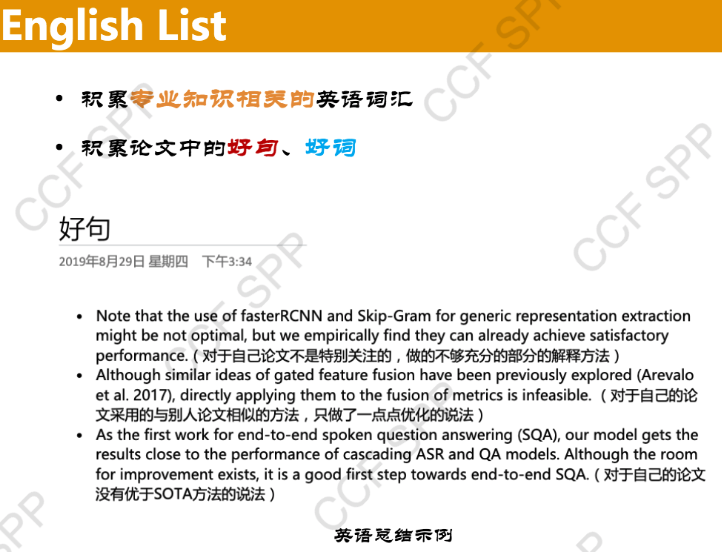 English List
• 积累专业知识相关的英语词汇
• 积累论文中的好句、好词
好句
2019年8月29日 星期四 下午3:34
• Note that the use of fasterRCNN and Skip-Gram for generic representation extraction
might be not optimal, but we empirically find they can already achieve satisfactory
performance.（对于自己论文不是特别关注的，做的不够充分的部分的解释方法）
• Although similar ideas of gated feature fusion have been previously explored (Arevalo
et al. 2017), directly applying them to the fusion of metrics is infeasible. （对于自己的论
文采用的与别人论文相似的方法，只做了一点点优化的说法）
• As the first work for end-to-end spoken question answering (SQA), our model gets the
results close to the performance of cascading ASR and QA models. Although the room
for improvement exists, it is a good first step towards end-to-end SQA.（对于自己的论文
没有优于SOTA方法的说法）
英语总结示例
CCF SPP
CCF SPP
CCF SPP
CCF SPP
CCF SPP
SPP